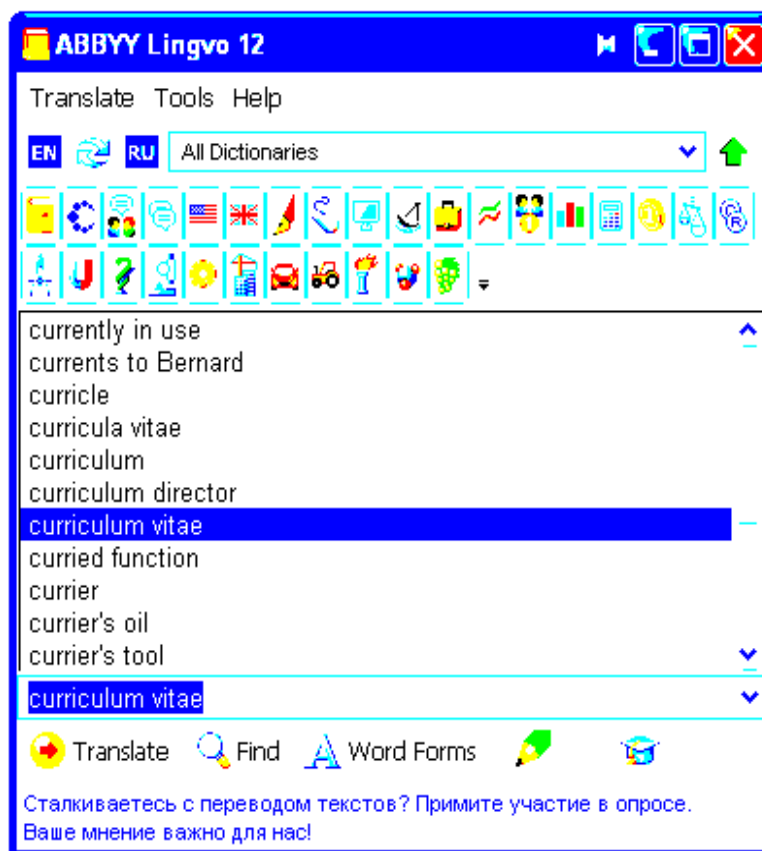 ABBYY Lingvo 12
Translate Tools Help
EN RU All Dictionaries
currently in use
currents to Bernard
curricle
curricula vitae
curriculum
curriculum director
curriculum vitae
curried function
currier
currier's oil
currier's tool
curriculum vitae
Translate Find Word Forms
Сталкиваетесь с переводом текстов? Примите участие в опросе.
Ваше мнение важно для нас!